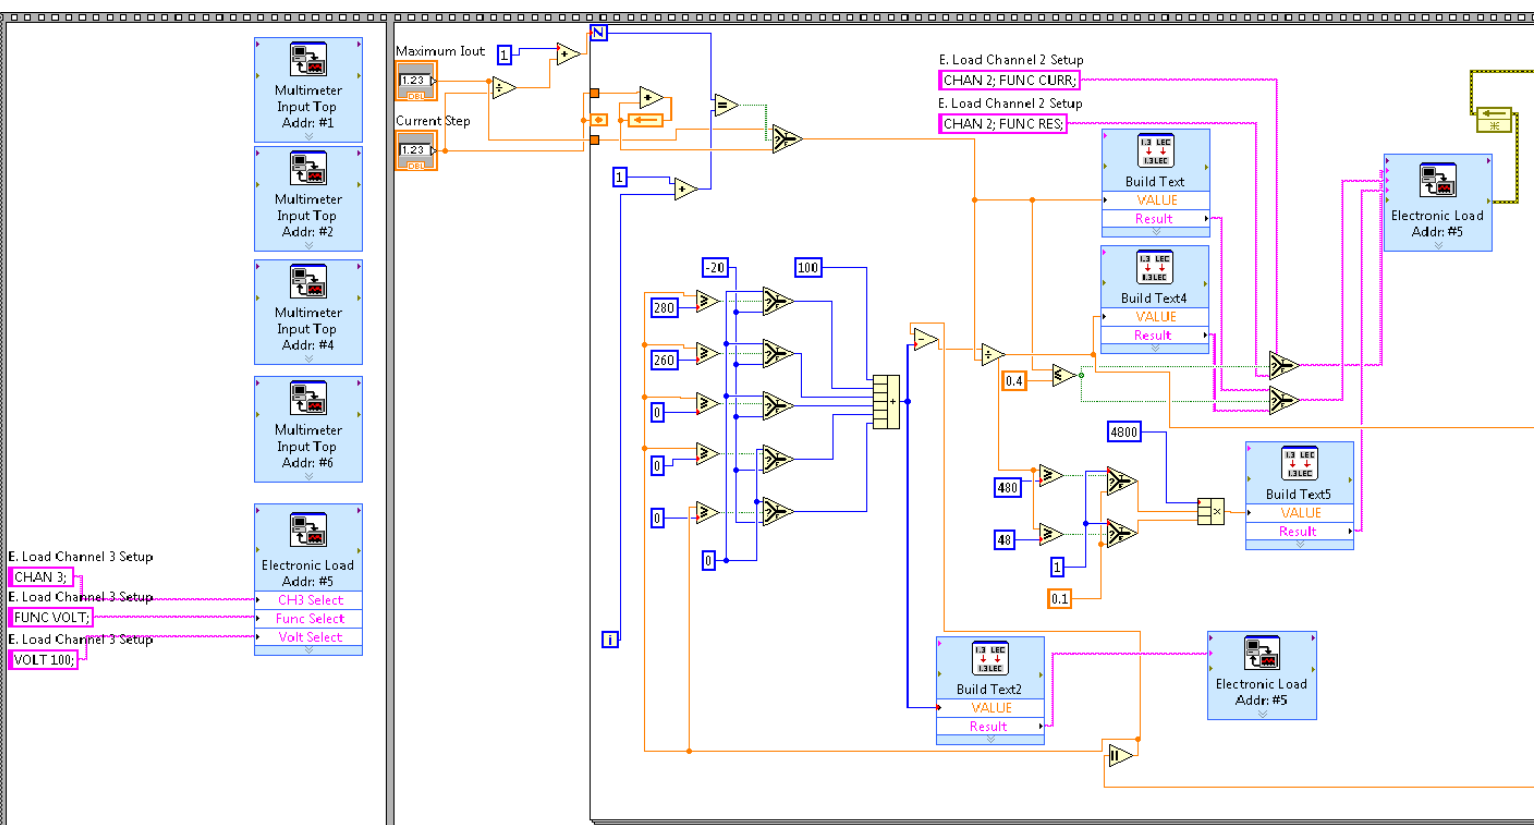 Multimeter
Input Top
Addr: #1
Multimeter
Input Top
Addr: #2
Multimeter
Input Top
Addr: #4
Multimeter
Input Top
Addr: #6
Electronic Load
Addr: #5
CH3 Select
Func Select
Volt Select
E. Load Channel 3 Setup
CHAN 3;
E. Load Channel 3 Setup
FUNC VOLT;
E. Load Channel 3 Setup
VOLT 100;
Maximum Iout
1.23
DBL
Current Step
1.23
DBL
1
N
1
i
E. Load Channel 2 Setup
CHAN 2; FUNC CURR;
E. Load Channel 2 Setup
CHAN 2; FUNC RES;
Build Text
VALUE
Result
Build Text4
VALUE
Result
Electronic Load
Addr: #5
-20
100
280
260
0
0
0
0
0.4
4800
480
48
1
0.1
Build Text5
VALUE
Result
Build Text2
VALUE
Result
Electronic Load
Addr: #5